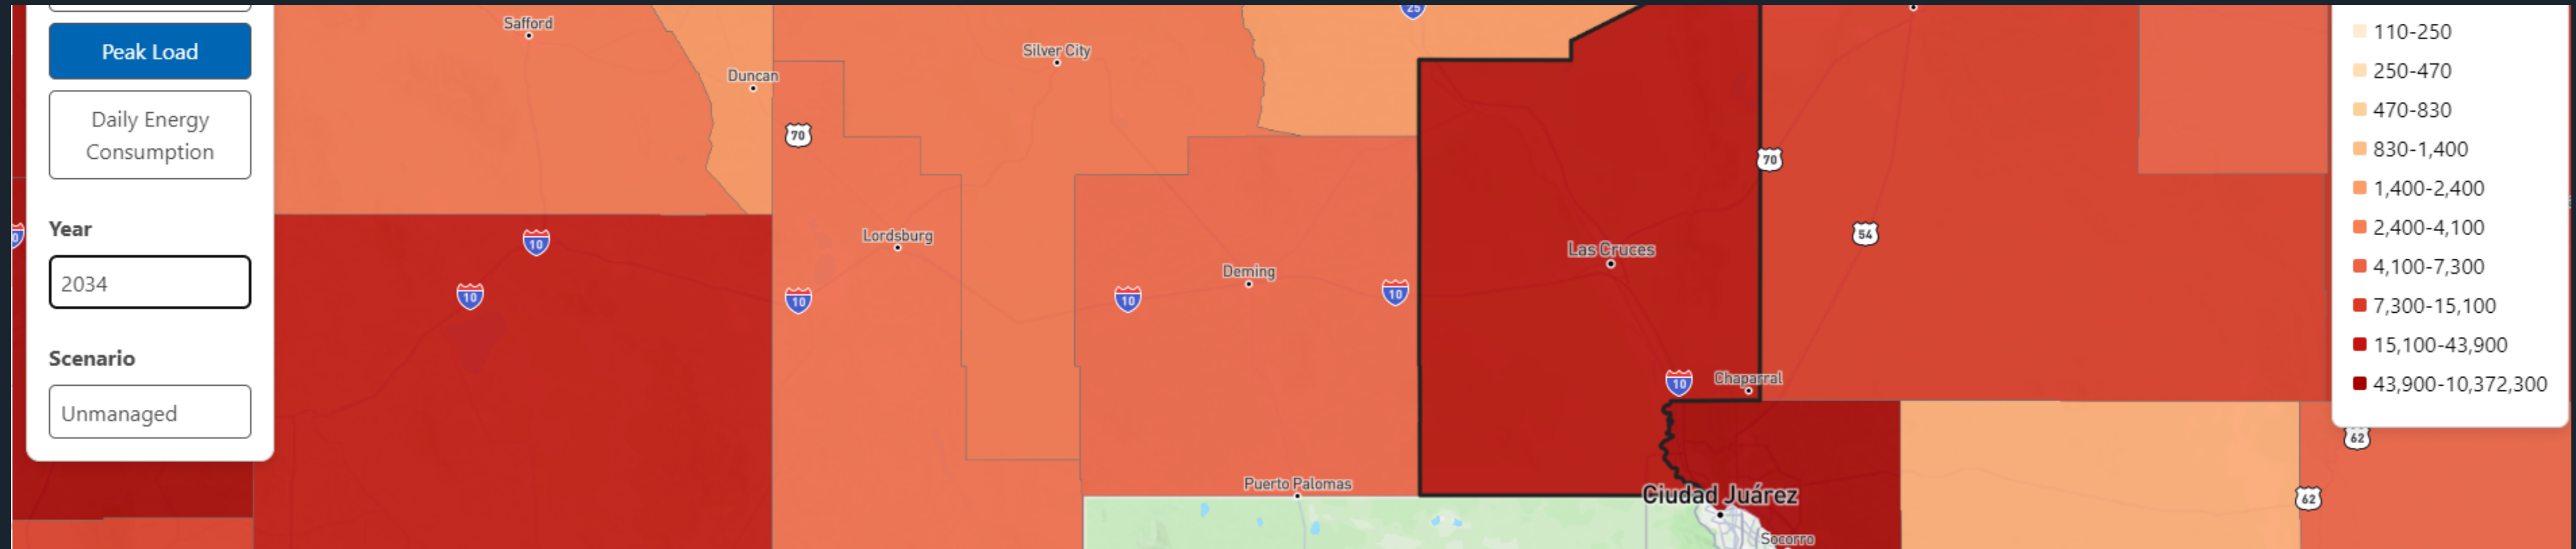 Peak Load
Daily Energy
Consumption
Year
2034
Scenario
Unmanaged
Safford
Duncan
Silver City
25
70
70
Lordsburg
Deming
Las Cruces
54
10
10
10
10
10
10
Chaparral
Puerto Palomas
Ciudad Juárez
Socorro
62
62
110-250
250-470
470-830
830-1,400
1,400-2,400
2,400-4,100
4,100-7,300
7,300-15,100
15,100-43,900
43,900-10,372,300